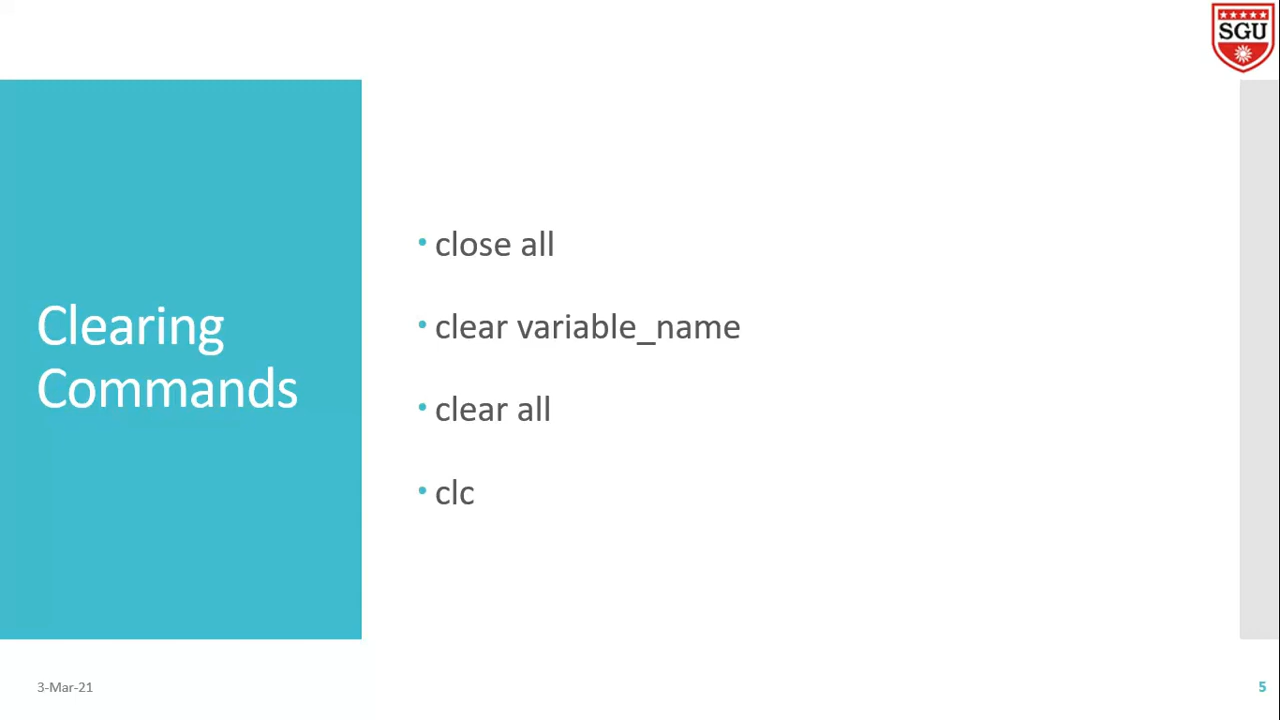 SGU
Clearing
Commands
• close all
• clear variable_name
• clear all
• clc
3-Mar-21
5